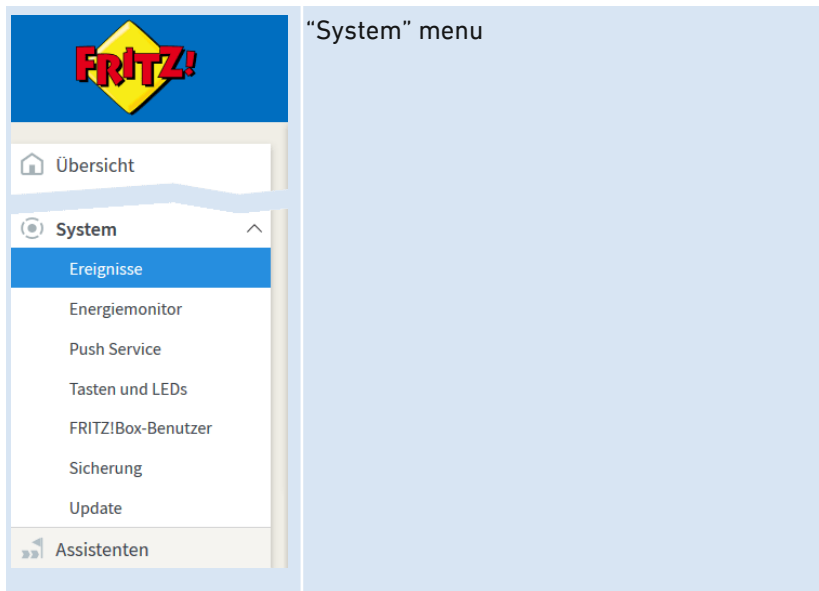 FRITZ!
“System” menu
Übersicht
System
Ereignisse
Energiemonitor
Push Service
Tasten und LEDs
FRITZ!Box-Benutzer
Sicherung
Update
Assistenten